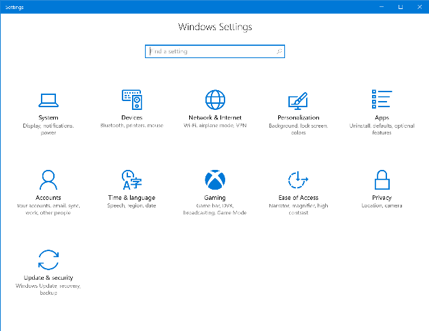 Settings
Windows Settings
Find a setting
System
Display, notifications,
power
Devices
Bluetooth, printers, mouse
Network & Internet
Wi-Fi, airplane mode, VPN
Personalization
Background, lock screen,
colors
Apps
Uninstall, defaults, optional
features
Accounts
Your accounts, email, sync,
work, other people
Time & language
Speech, region, date
Gaming
Game bar, DVR,
broadcasting, Game Mode
Ease of Access
Narrator, magnifier, high
contrast
Privacy
Location, camera
Update & security
Windows Update, recovery,
backup